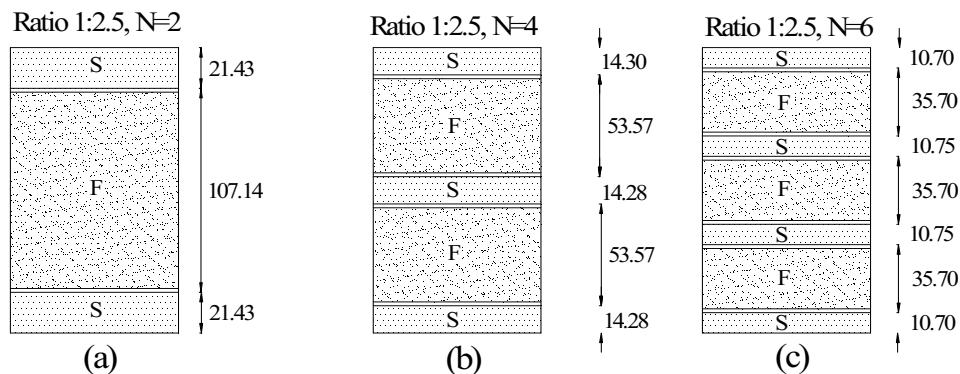 Ratio 1:2.5, N=2
S
21.43
F
107.14
S
21.43
(a)
Ratio 1:2.5, N=4
S
14.30
F
53.57
S
14.28
F
53.57
S
14.28
(b)
Ratio 1:2.5, N=6
S
10.70
F
35.70
S
10.75
F
35.70
S
10.75
F
35.70
S
10.70
(c)